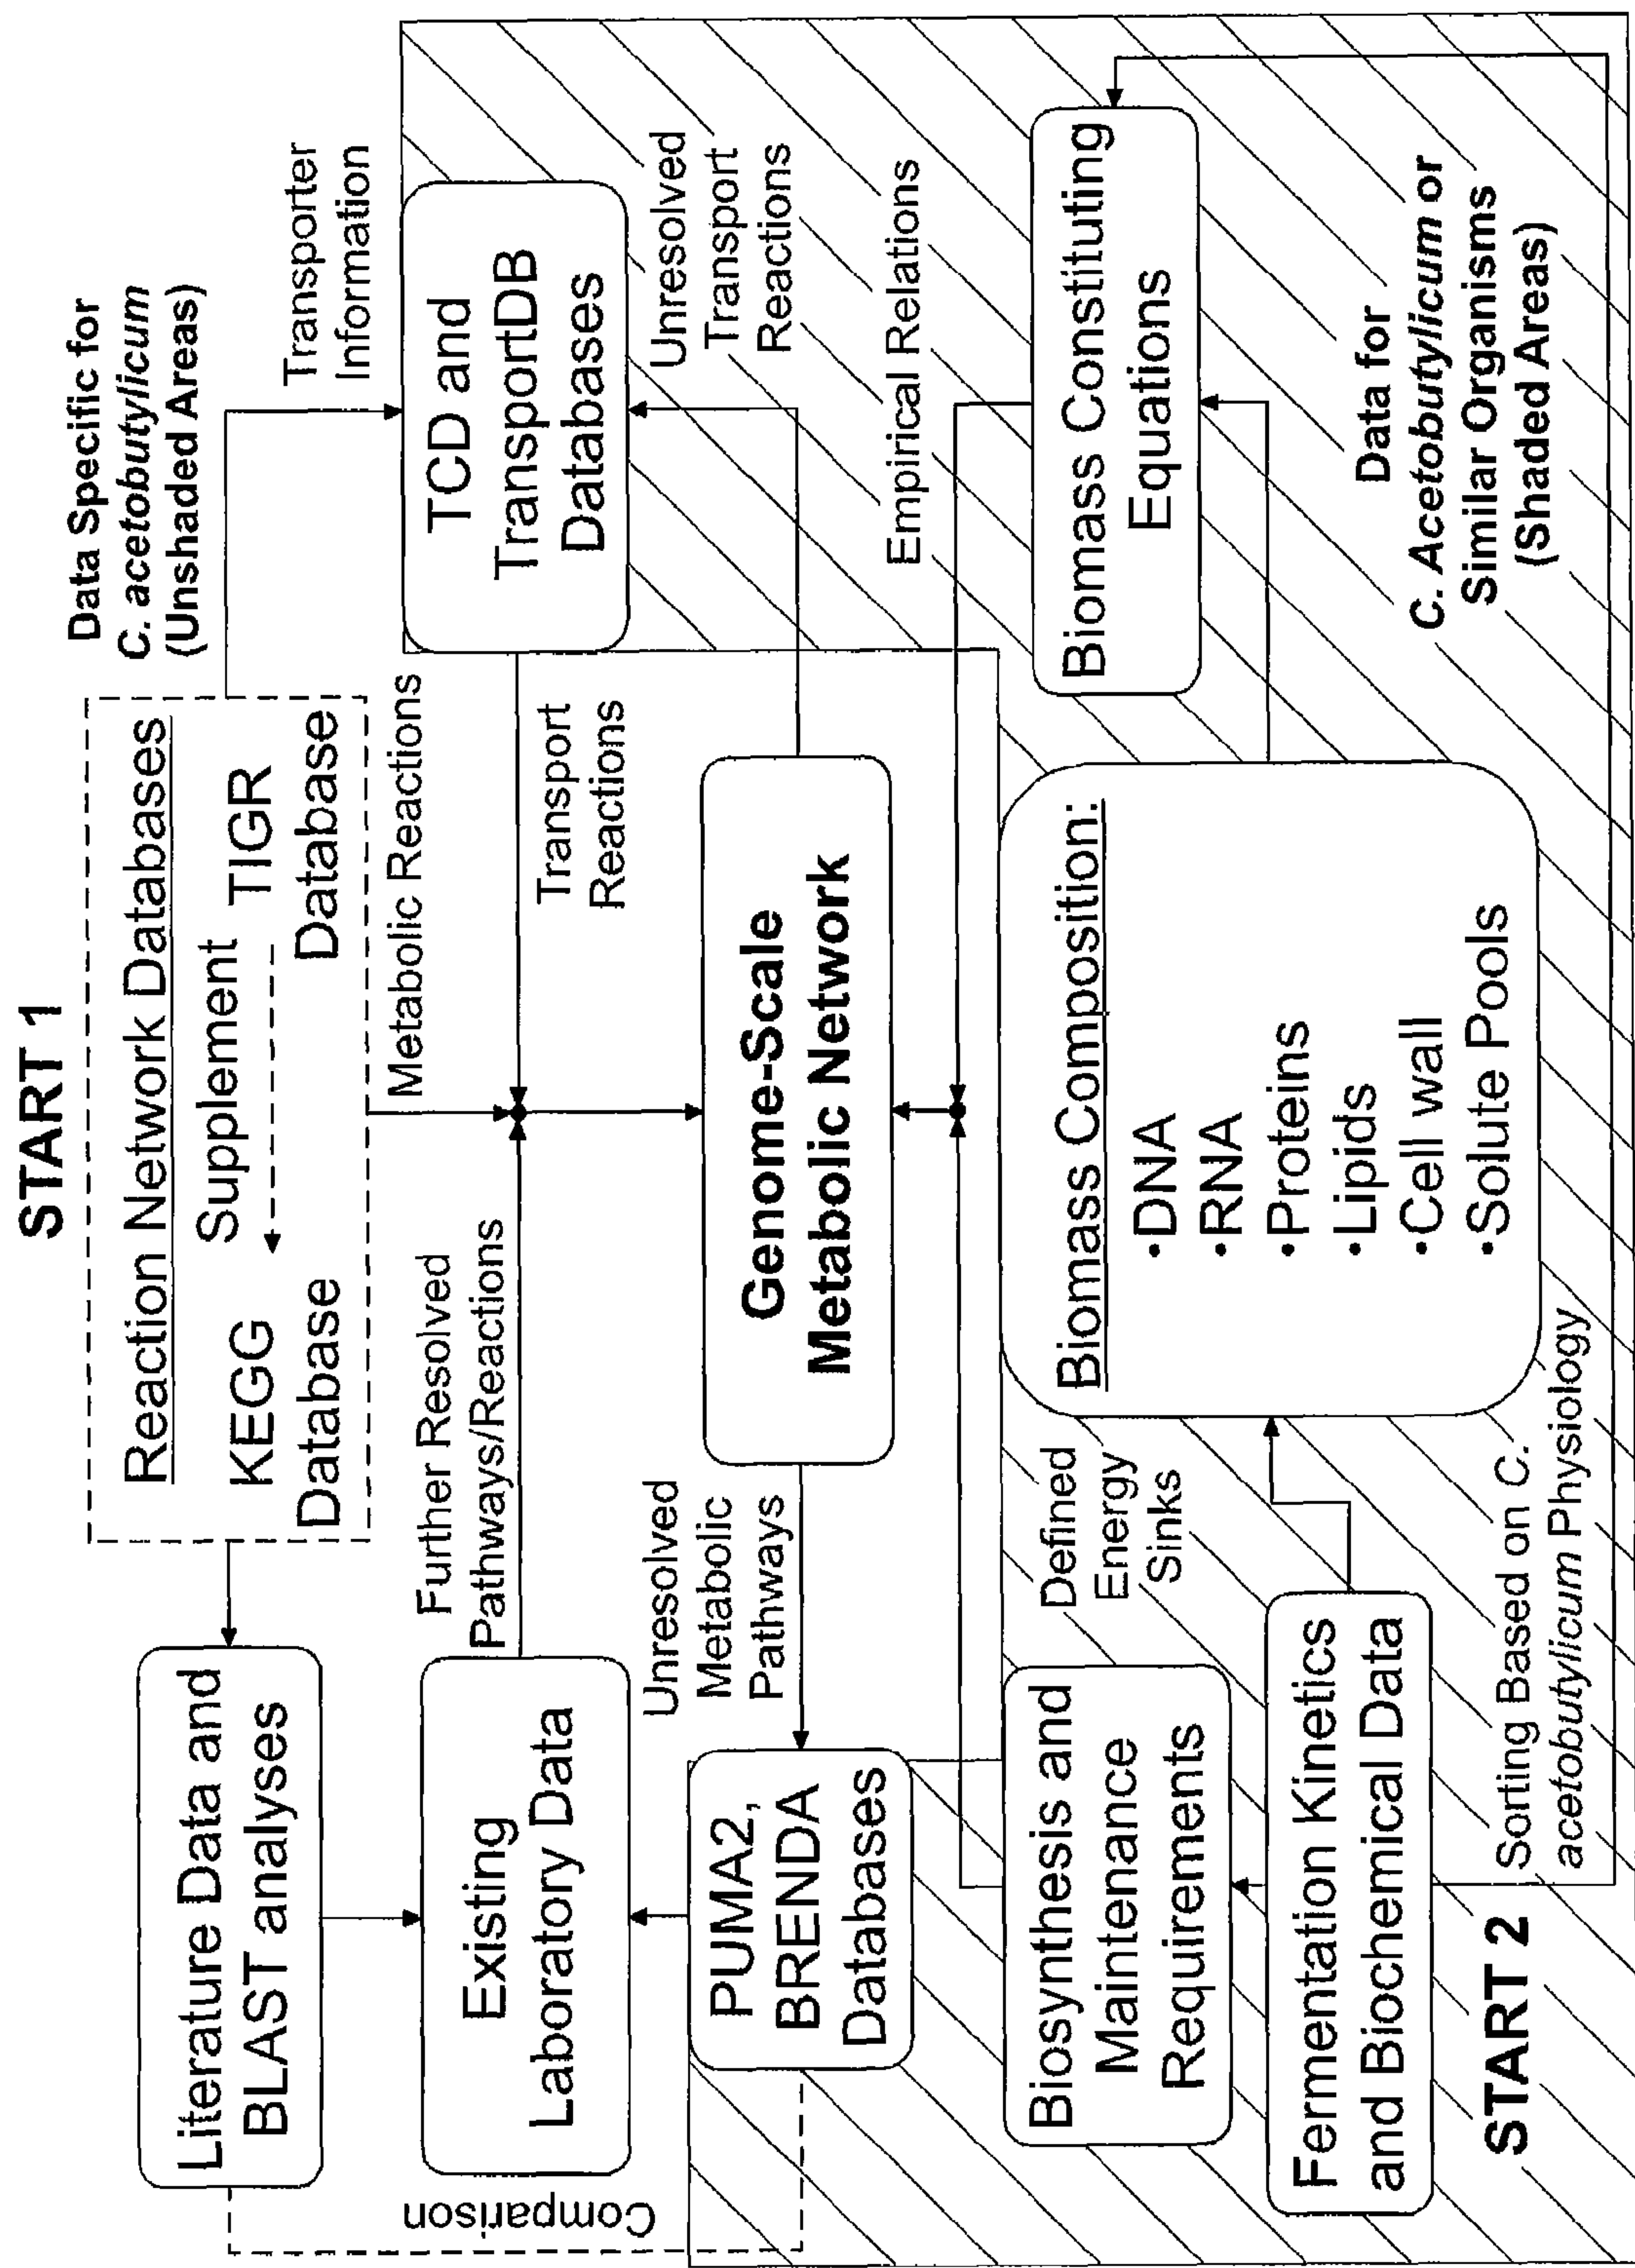 START 1
Reaction Network Databases
KEGG
Database
Supplement
TIGR
Database
Data Specific for
C. acetobutylicum
(Unshaded Areas)
Literature Data and
BLAST analyses
Metabolic Reactions
Transporter
Information
Existing
Laboratory Data
Further Resolved
Pathways/Reactions
Transport
Reactions
TCD and
TransportDB
Databases
Comparison
Unresolved
Metabolic
Pathways
Genome-Scale
Metabolic Network
Unresolved
Transport
Reactions
PUMA2,
BRENDA
Databases
Empirical Relations
Biosynthesis and
Maintenance
Requirements
Defined
Energy
Sinks
Biomass Composition:
•DNA
•RNA
•Proteins
•Lipids
•Cell wall
•Solute Pools
Biomass Constituting
Equations
Fermentation Kinetics
and Biochemical Data
Data for
C. Acetobutylicum or
Similar Organisms
(Shaded Areas)
START 2
Sorting Based on C.
acetobutylicum Physiology